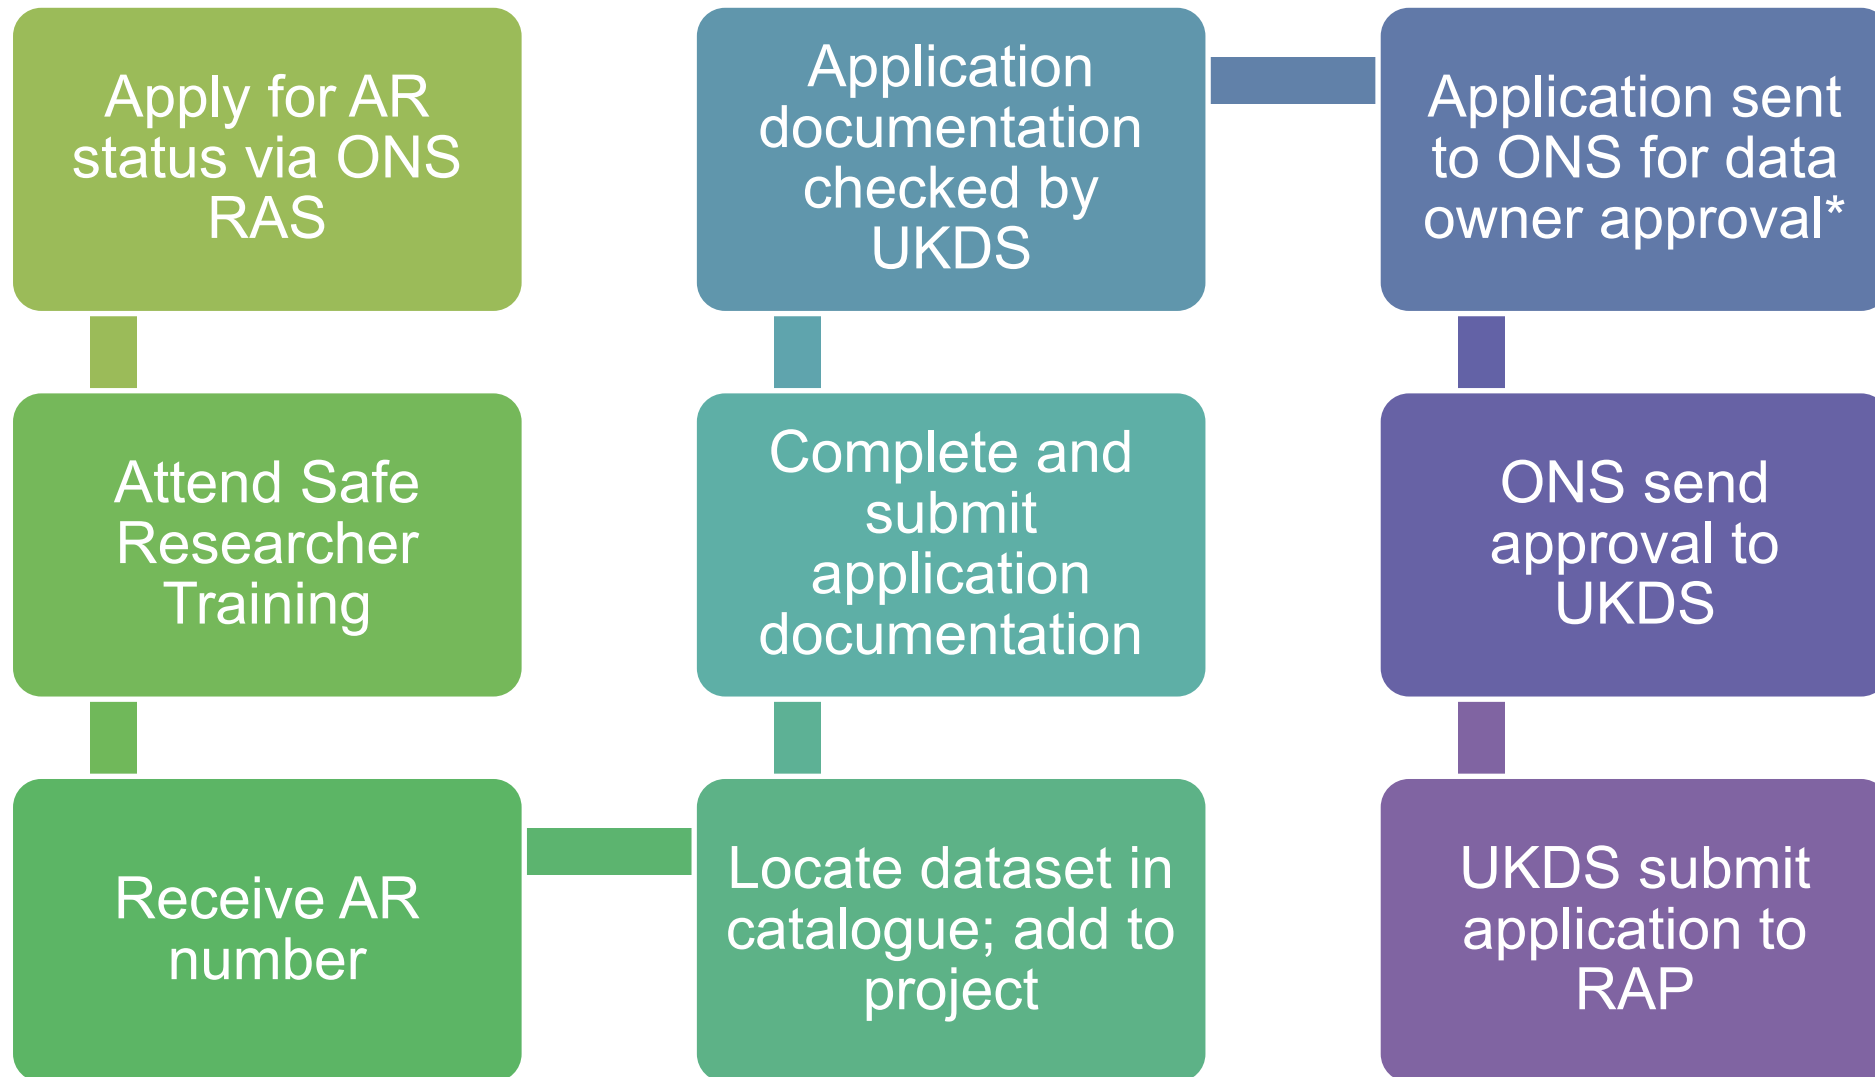 Apply for AR
status via ONS
RAS
Attend Safe
Researcher
Training
Receive AR
number
Locate dataset in
catalogue; add to
project
Complete and
submit
application
documentation
Application
documentation
checked by
UKDS
Application sent
to ONS for data
owner approval*
ONS send
approval to
UKDS
UKDS submit
application to
RAP